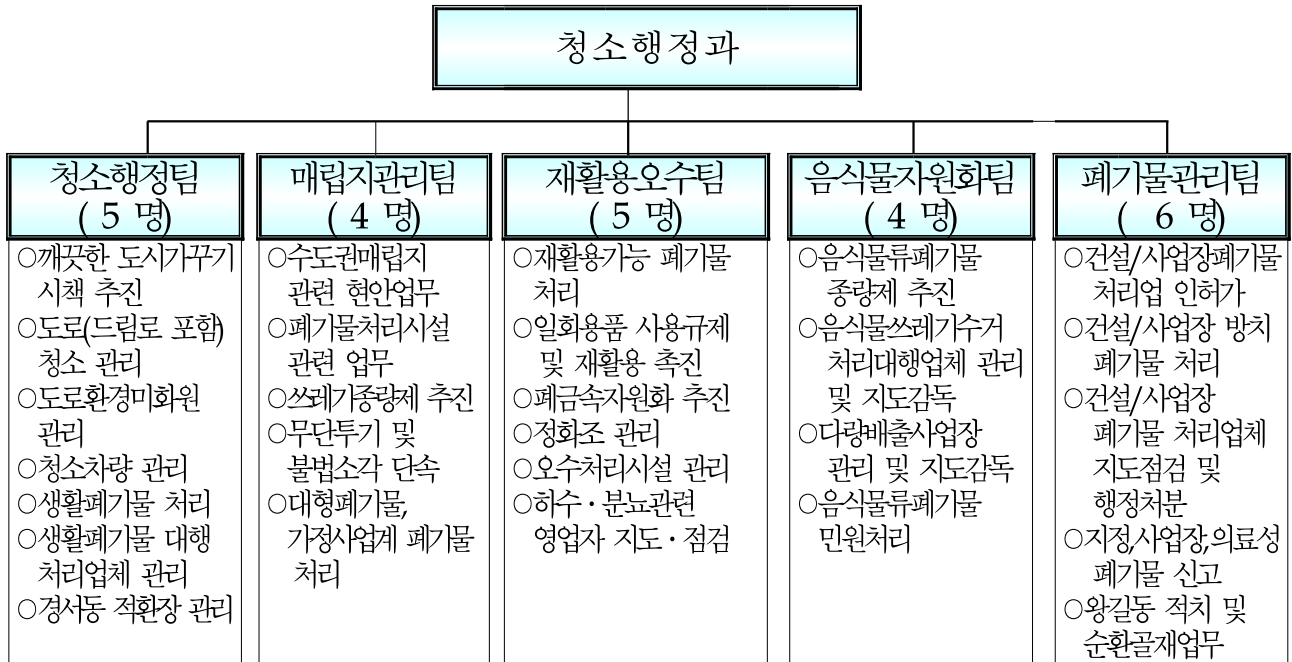 청소행정과
청소행정팀
( 5 명)
○깨끗한 도시가꾸기
시책 추진
○도로(드림로 포함)
청소 관리
○도로환경미화원
관리
○청소차량 관리
○생활폐기물 처리
○생활폐기물 대행
처리업체 관리
○경서동 적환장 관리
매립지관리팀
( 4 명)
○수도권매립지
관련 현안업무
○폐기물처리시설
관련 업무
○쓰레기종량제 추진
○무단투기 및
불법소각 단속
○대형폐기물,
가정사업계 폐기물
처리
재활용오수팀
( 5 명)
○재활용가능 폐기물
처리
○일회용품 사용규제
및 재활용 촉진
○폐금속자원화 추진
○정화조 관리
○오수처리시설 관리
○하수·분뇨관련
영업자 지도·점검
음식물자원화팀
( 4 명)
○음식물류폐기물
종량제 추진
○음식물쓰레기수거
처리대행업체 관리
및 지도감독
○다량배출사업장
관리 및 지도감독
○음식물류폐기물
민원처리
폐기물관리팀
( 6 명)
○건설/사업장폐기물
처리업 인허가
○건설/사업장 방치
폐기물 처리
○건설/사업장
폐기물 처리업체
지도점검 및
행정처분
○지정,사업장,의료성
폐기물 신고
○왕길동 적치 및
순환골재업무